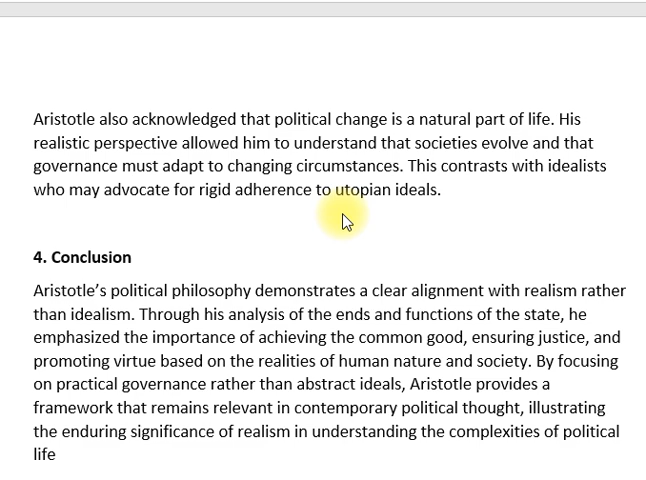 Aristotle also acknowledged that political change is a natural part of life. His
realistic perspective allowed him to understand that societies evolve and that
governance must adapt to changing circumstances. This contrasts with idealists
who may advocate for rigid adherence to utopian ideals.
4. Conclusion
Aristotle’s political philosophy demonstrates a clear alignment with realism rather
than idealism. Through his analysis of the ends and functions of the state, he
emphasized the importance of achieving the common good, ensuring justice, and
promoting virtue based on the realities of human nature and society. By focusing
on practical governance rather than abstract ideals, Aristotle provides a
framework that remains relevant in contemporary political thought, illustrating
the enduring significance of realism in understanding the complexities of political
life